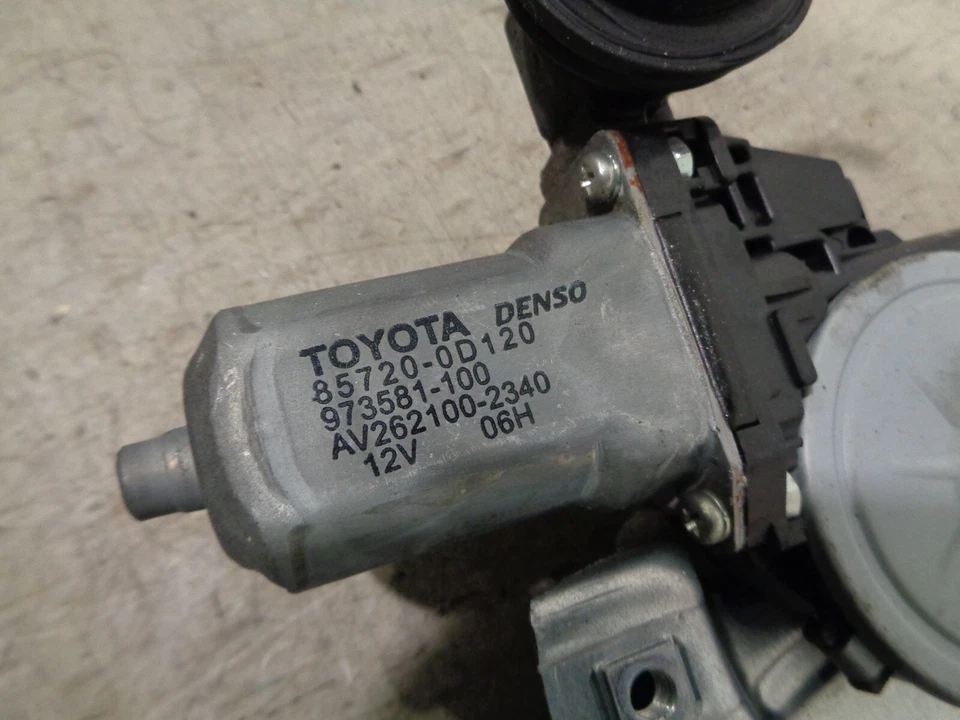 TOYOTA DENSO
85720-0D120
973581-100
AV262100-2340
12V 06H